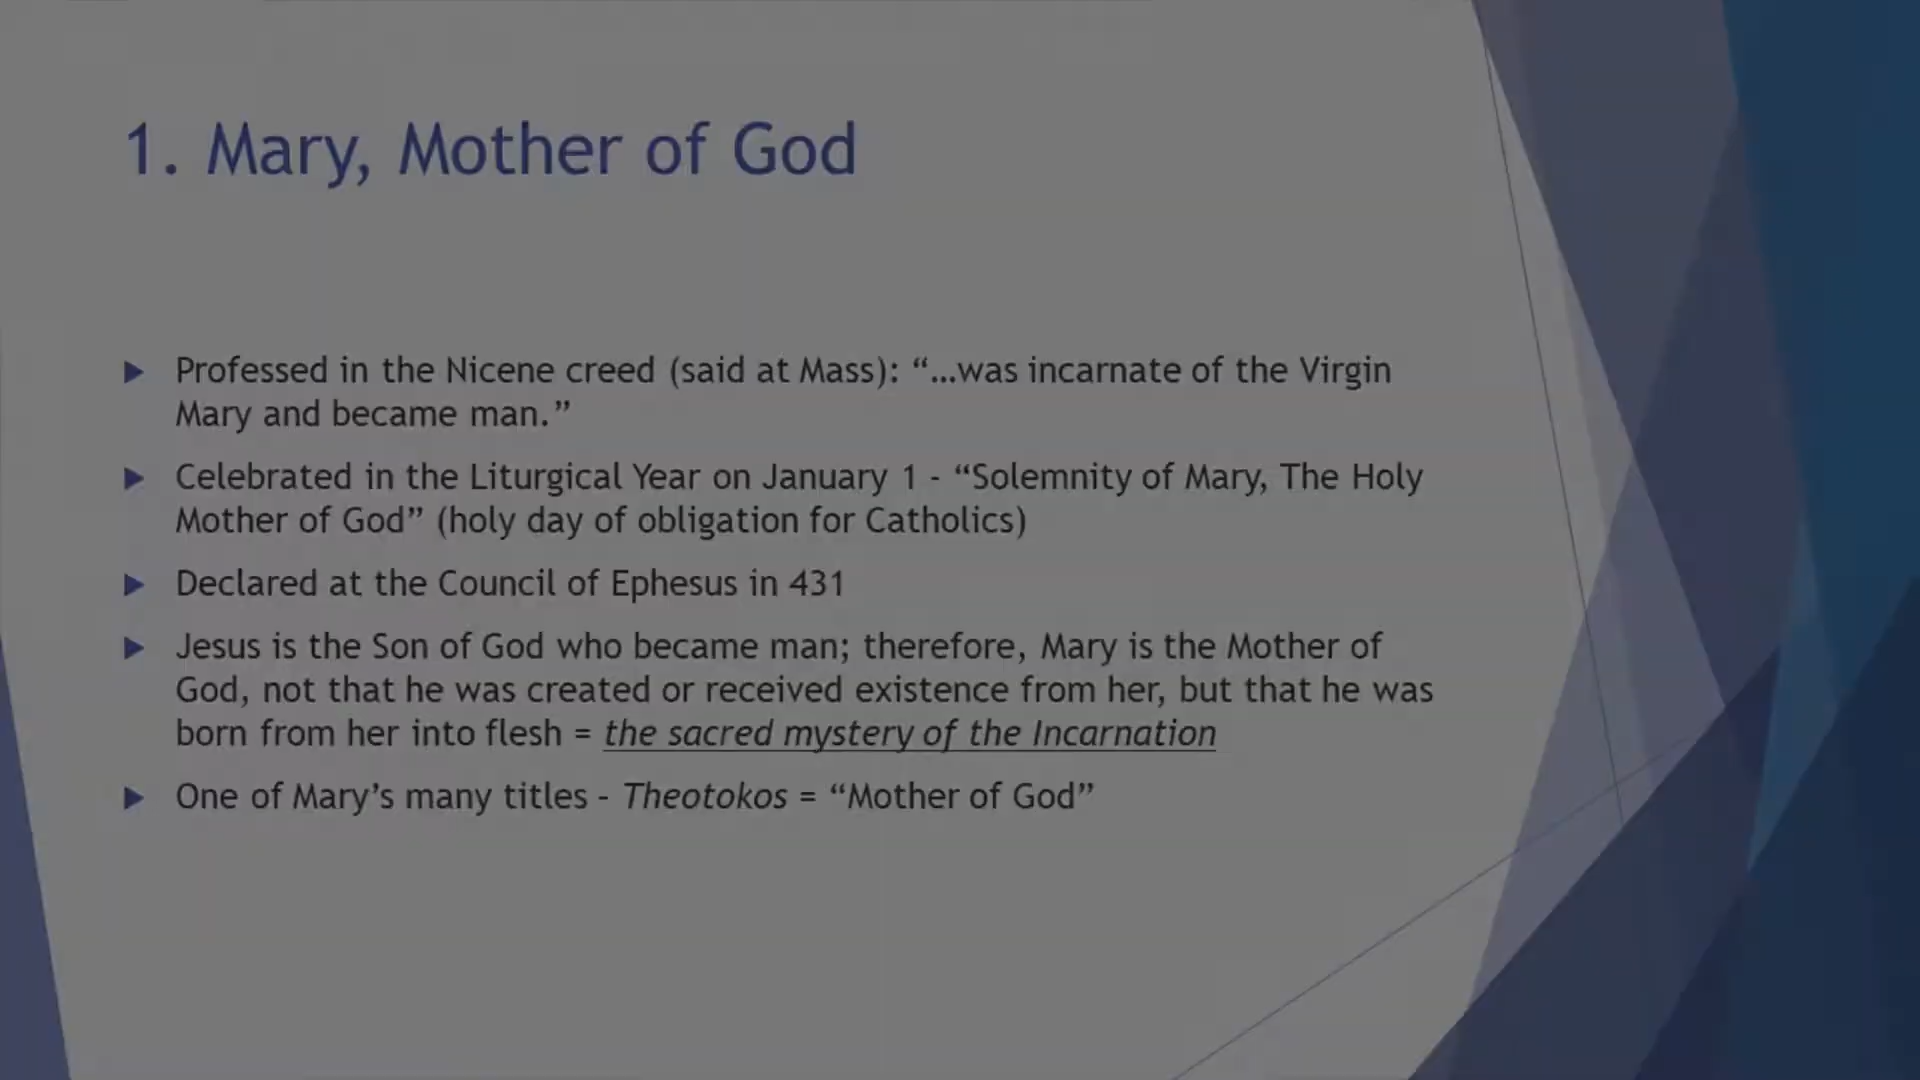 1. Mary, Mother of God
Professed in the Nicene creed (said at Mass): “…was incarnate of the Virgin
Mary and became man.”
Celebrated in the Liturgical Year on January 1 - “Solemnity of Mary, The Holy
Mother of God” (holy day of obligation for Catholics)
Declared at the Council of Ephesus in 431
Jesus is the Son of God who became man; therefore, Mary is the Mother of
God, not that he was created or received existence from her, but that he was
born from her into flesh = the sacred mystery of the Incarnation
One of Mary’s many titles - Theotokos = “Mother of God”